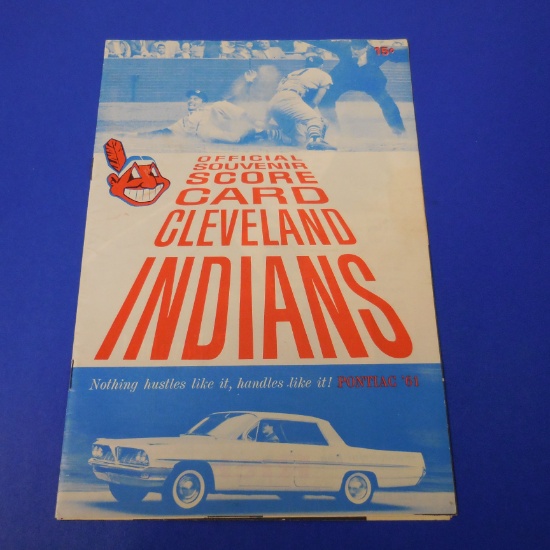 15¢
OFFICIAL
SOUVENIR
SCORE
CARD
CLEVELAND
INDIANS
Nothing hustles like it, handles like it! PONTIAC '61